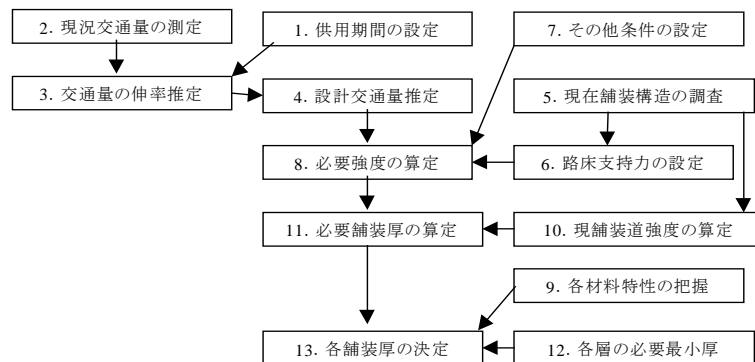 2. 現況交通量の測定
1. 供用期間の設定
7. その他条件の設定
3. 交通量の伸率推定
4. 設計交通量推定
5. 現在舗装構造の調査
8. 必要強度の算定
6. 路床支持力の設定
11. 必要舗装厚の算定
10. 現舗装道強度の算定
9. 各材料特性の把握
13. 各舗装厚の決定
12. 各層の必要最小厚